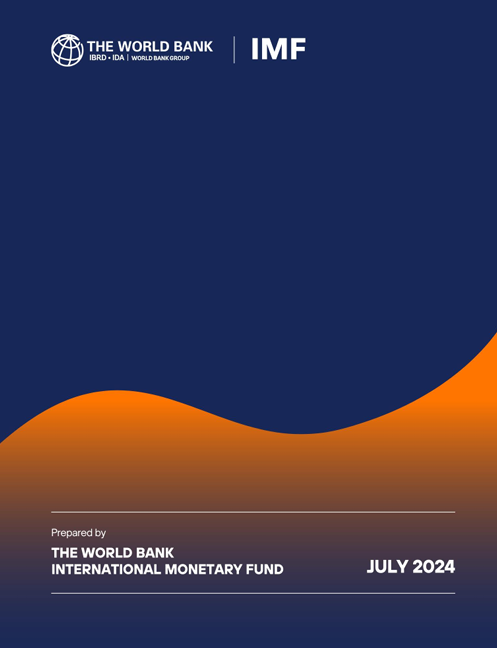 THE WORLD BANK
IBRD • IDA | WORLD BANK GROUP
IMF
Prepared by
THE WORLD BANK
INTERNATIONAL MONETARY FUND
JULY 2024